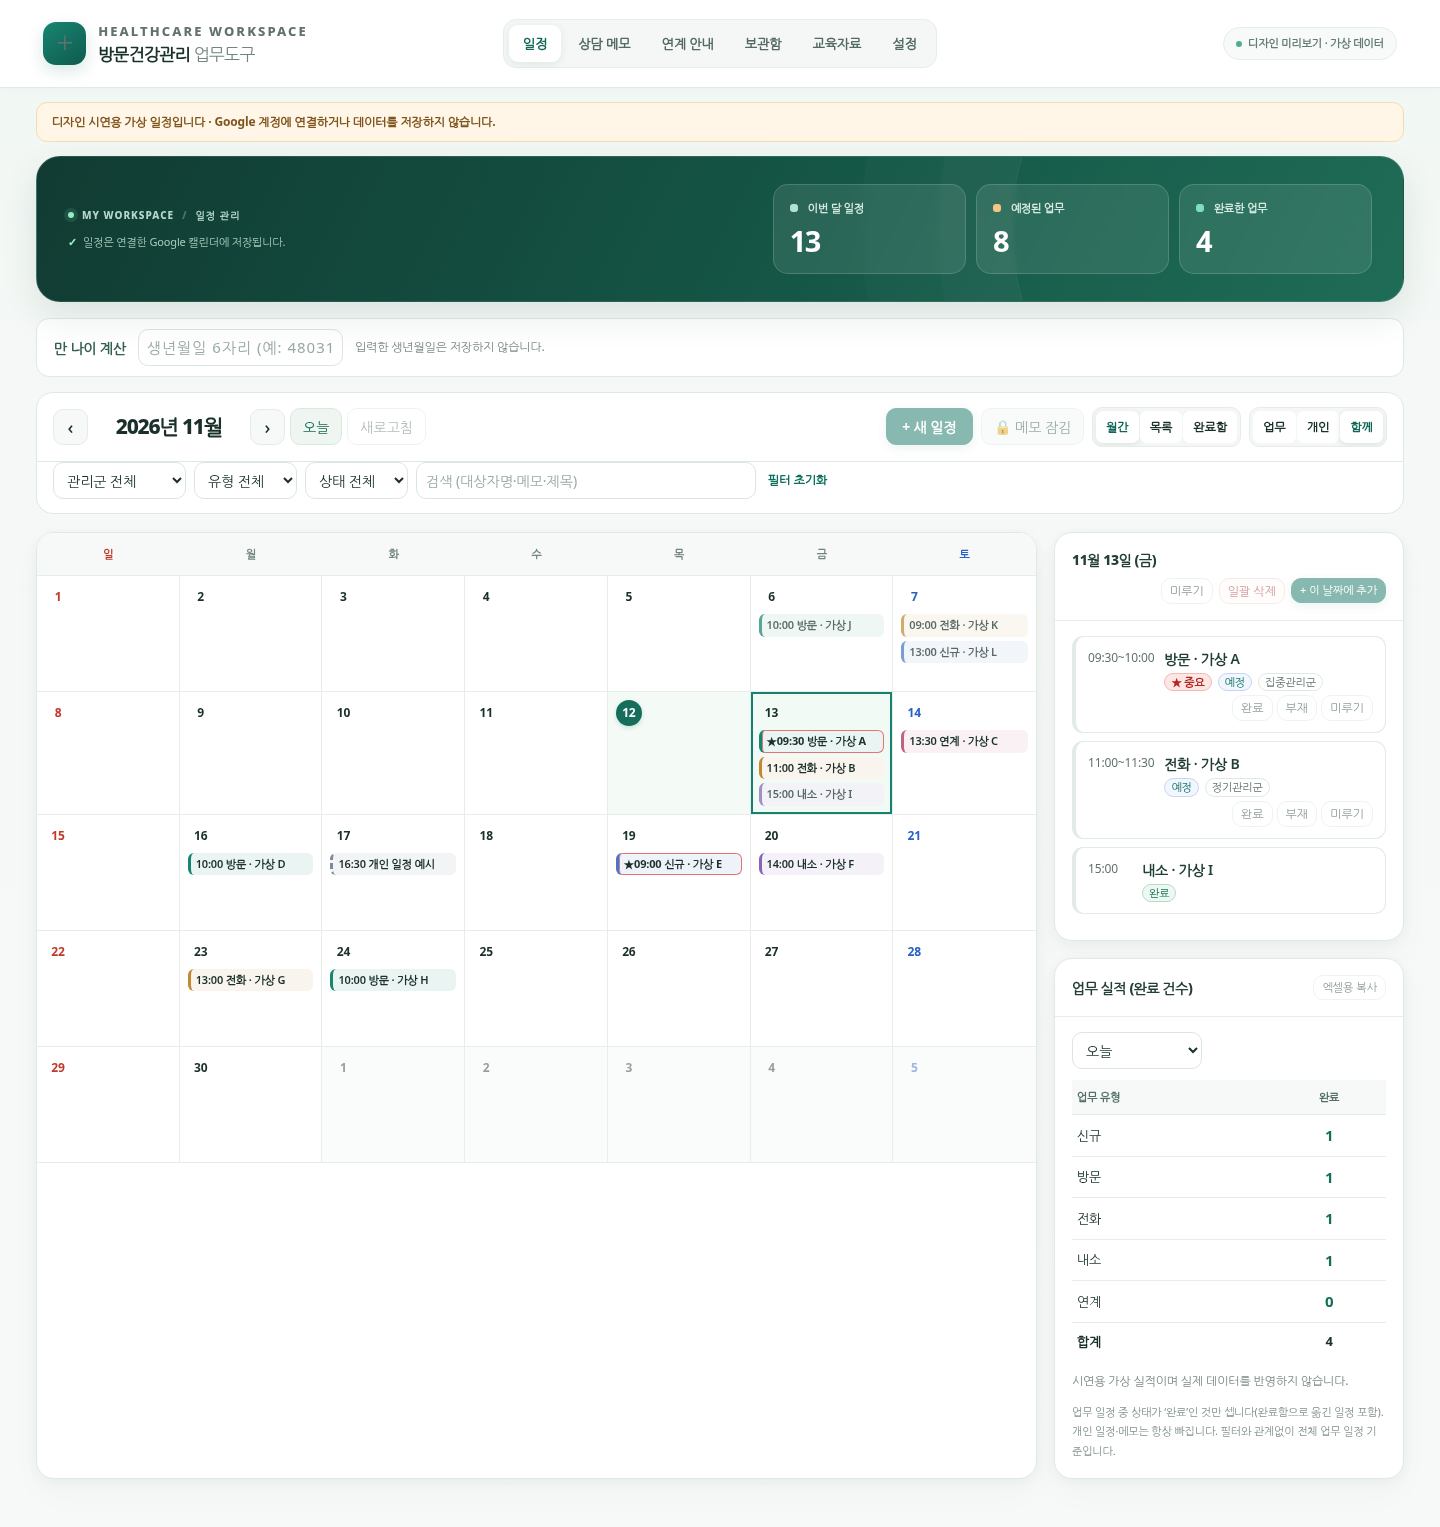 HEALTHCARE WORKSPACE
방문건강관리 업무도구
일정 상담 메모 연계 안내 보관함 교육자료 설정
디자인 미리보기 · 가상 데이터
디자인 시연용 가상 일정입니다 · Google 계정에 연결하거나 데이터를 저장하지 않습니다.
MY WORKSPACE / 일정 관리
✓ 일정은 연결한 Google 캘린더에 저장됩니다.
이번 달 일정
13
예정된 업무
8
완료한 업무
4
만 나이 계산 생년월일 6자리 (예: 48031 입력한 생년월일은 저장하지 않습니다.
‹ 2026년 11월 › 오늘 새로고침 + 새 일정 🔒 메모 잠김 월간 목록 완료함 업무 개인 함께
관리군 전체 유형 전체 상태 전체 검색 (대상자명·메모·제목) 필터 초기화
일 월 화 수 목 금 토
1 2 3 4 5 6 7
10:00 방문 · 가상 J
09:00 전화 · 가상 K
13:00 신규 · 가상 L
8 9 10 11 12 13 14
★09:30 방문 · 가상 A
11:00 전화 · 가상 B
15:00 내소 · 가상 I
13:30 연계 · 가상 C
15 16 17 18 19 20 21
10:00 방문 · 가상 D
16:30 개인 일정 예시
★09:00 신규 · 가상 E
14:00 내소 · 가상 F
22 23 24 25 26 27 28
13:00 전화 · 가상 G
10:00 방문 · 가상 H
29 30 1 2 3 4 5
11월 13일 (금)
미루기 일괄 삭제 + 이 날짜에 추가
09:30~10:00 방문 · 가상 A
★ 중요 예정 집중관리군
완료 부재 미루기
11:00~11:30 전화 · 가상 B
예정 정기관리군
완료 부재 미루기
15:00 내소 · 가상 I
완료
업무 실적 (완료 건수) 엑셀용 복사
오늘
업무 유형 완료
신규 1
방문 1
전화 1
내소 1
연계 0
합계 4
시연용 가상 실적이며 실제 데이터를 반영하지 않습니다.
업무 일정 중 상태가 '완료'인 것만 셉니다(완료함으로 옮긴 일정 포함).
개인 일정·메모는 항상 빠집니다. 필터와 관계없이 전체 업무 일정 기
준입니다.